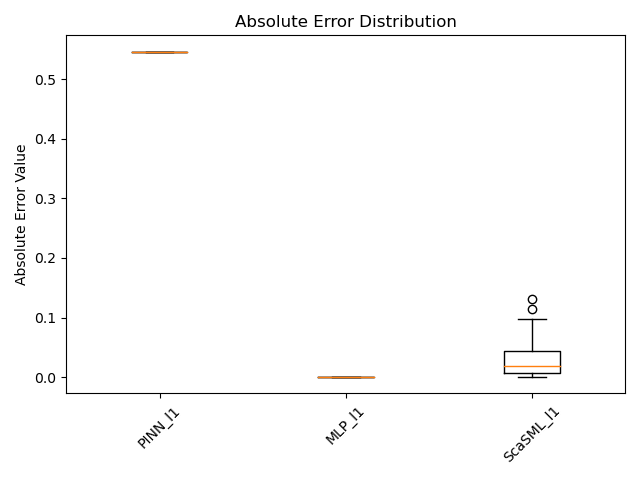 Absolute Error Distribution
Absolute Error Value
0.5
0.4
0.3
0.2
0.1
0.0
PINN_l1
MLP_l1
ScaSML_l1